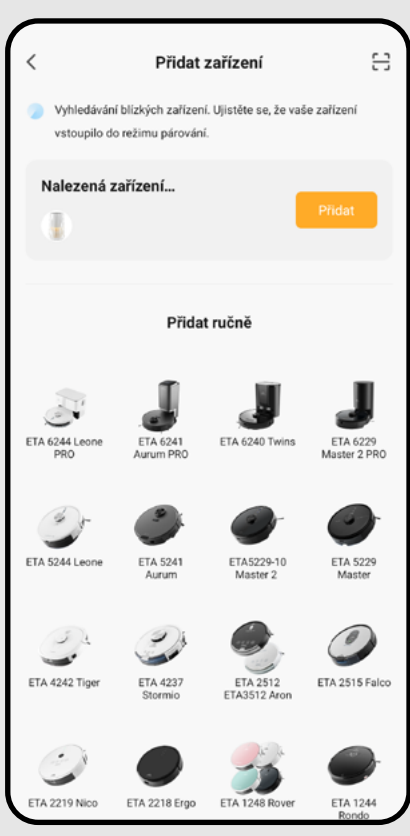 Přidat zařízení
Vyhledávání blízkých zařízení. Ujistěte se, že vaše zařízení
vstoupilo do režimu párování.
Nalezená zařízení...
Přidat
Přidat ručně
ETA 6244 Leone
PRO
ETA 6241
Aurum PRO
ETA 6240 Twins
ETA 6229
Master 2 PRO
ETA 5244 Leone
ETA 5241
Aurum
ETA5229-10
Master 2
ETA 5229
Master
ETA 4242 Tiger
ETA 4237
Stormio
ETA 2512
ETA3512 Aron
ETA 2515 Falco
ETA 2219 Nico
ETA 2218 Ergo
ETA 1248 Rover
ETA 1244
Rondo